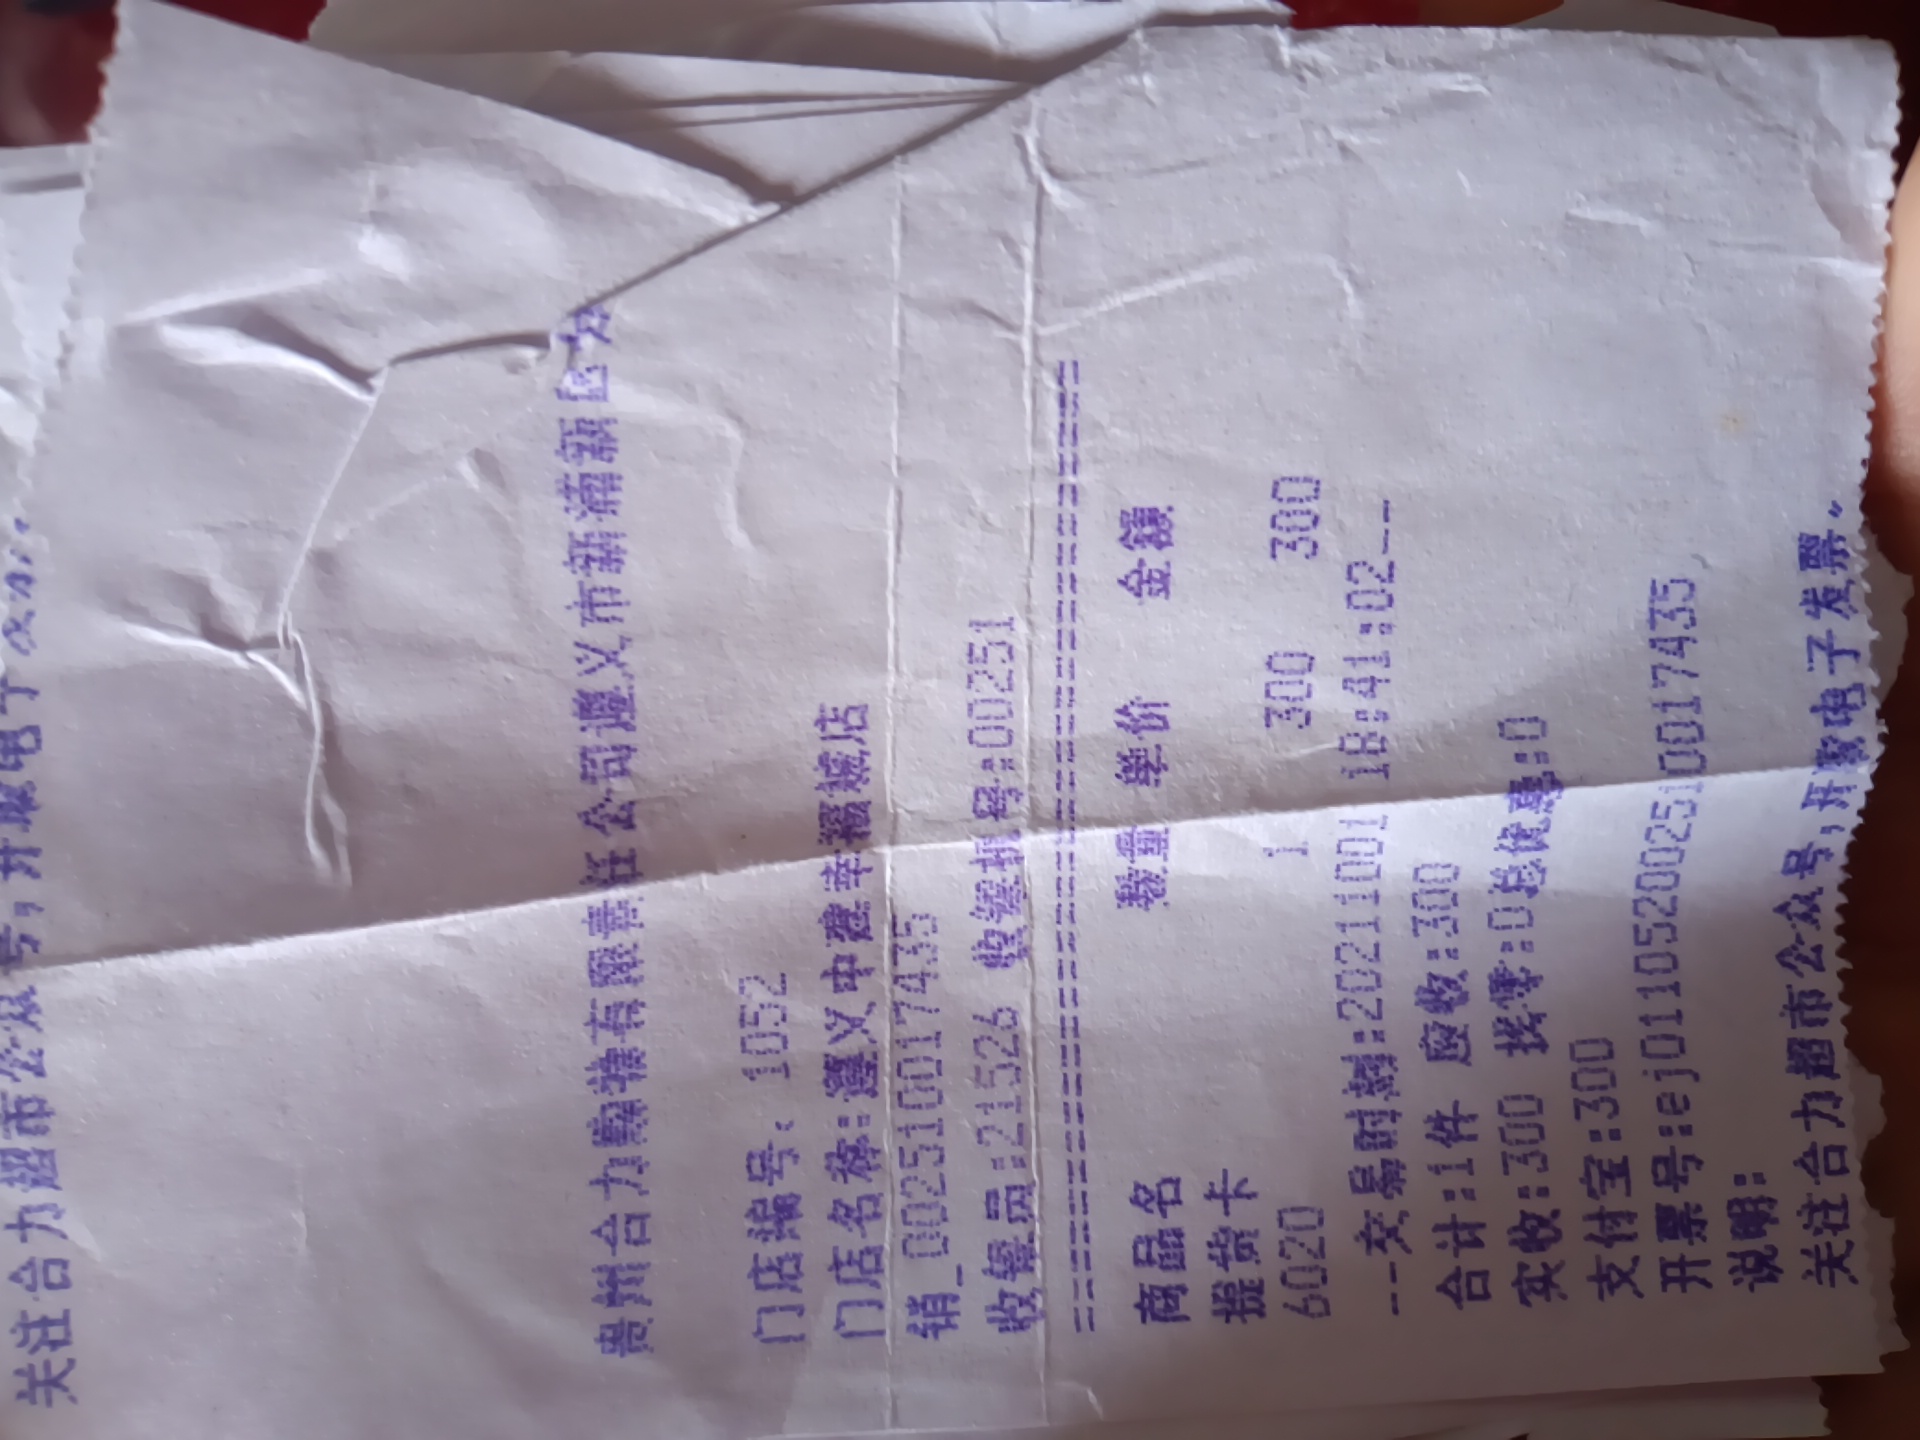 关注合力超市公众号，开取电子发票。
贵州合力购物有限责任公司遵义市新蒲新区分
门店编号：1052
门店名称：遵义中建幸福城店
销_002510017435
收银员:21526 收银机号:00251
==========================================
商品名 数量 单价 金额
提货卡
6020 1 300 300
--交易时刻:20211001 18:41:02--
合计:1件 应收:300
实收:300 找零:0总优惠:0
支付宝:300
开票号:ej01105200251 0017435
说明:
关注合力超市公众号,开取电子发票。